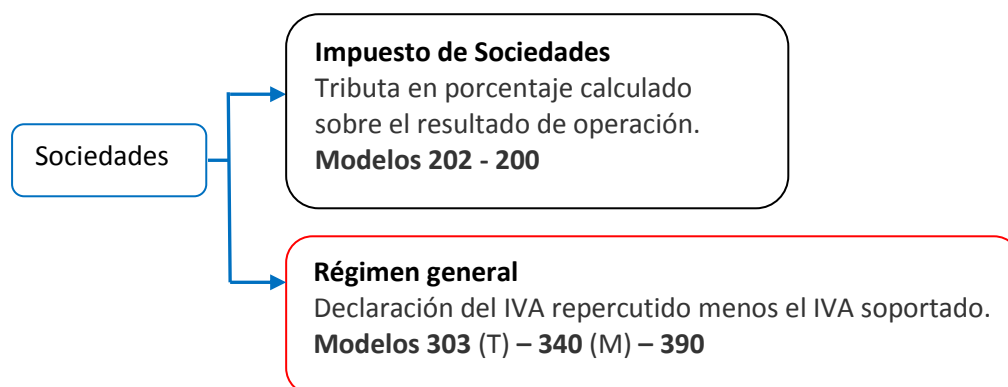 Sociedades
Impuesto de Sociedades
Tributa en porcentaje calculado
sobre el resultado de operación.
Modelos 202 - 200
Régimen general
Declaración del IVA repercutido menos el IVA soportado.
Modelos 303 (T) – 340 (M) – 390